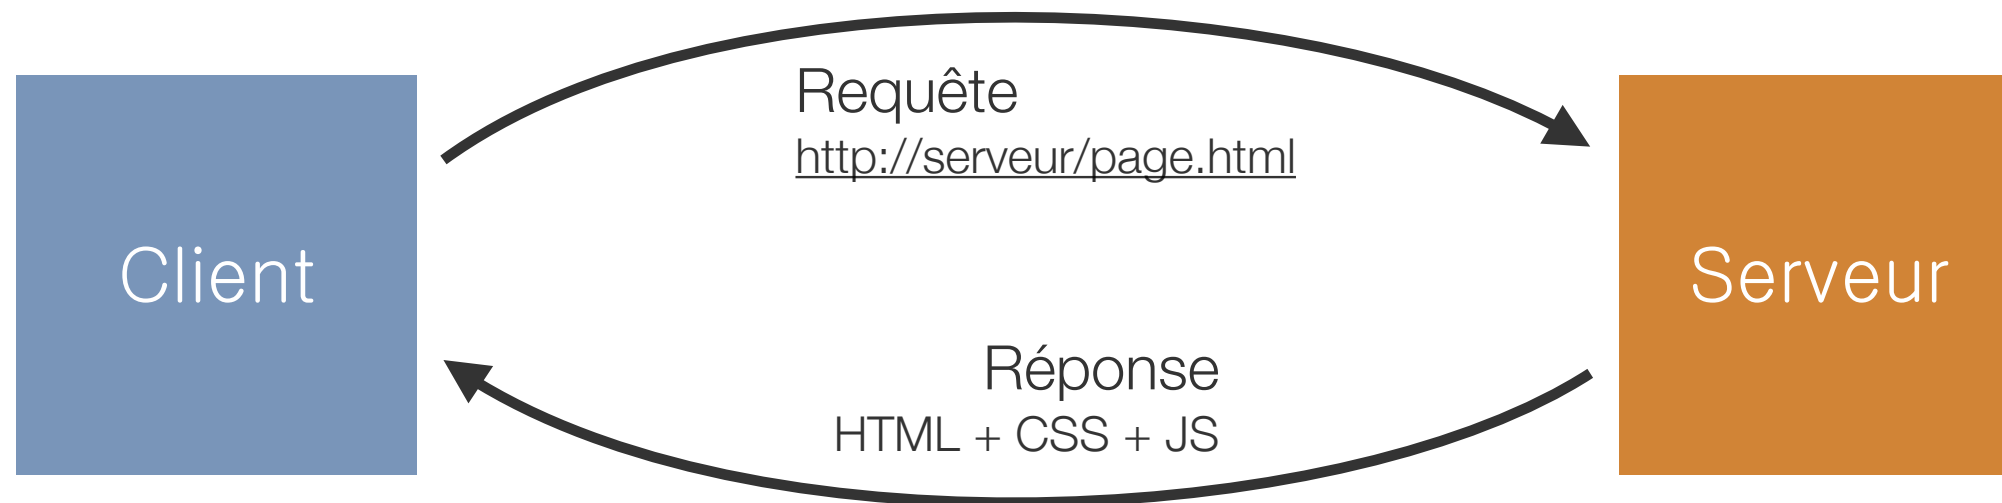 Requête
http://serveur/page.html
Client
Serveur
Réponse
HTML + CSS + JS